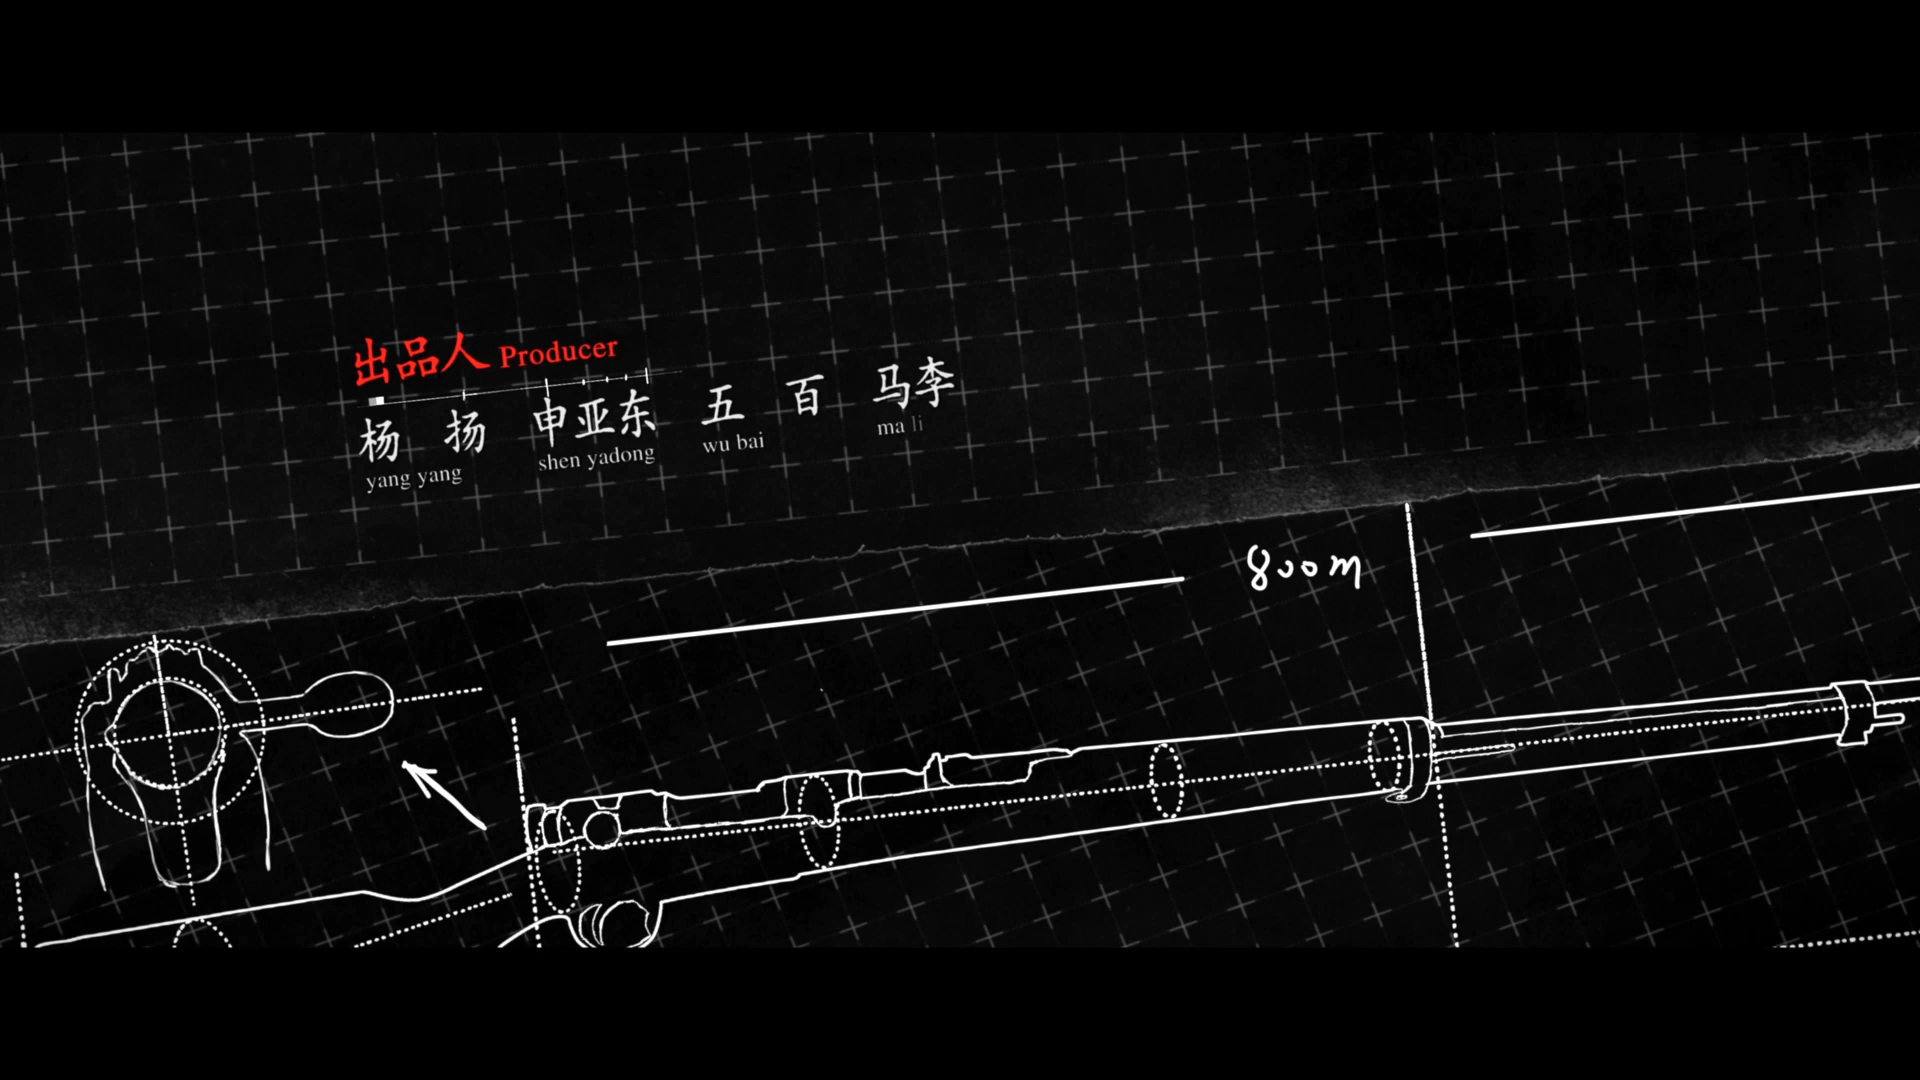 出品人 Producer
杨 扬 申亚东 五 百 马李
yang yang shen yadong wu bai ma li
800m